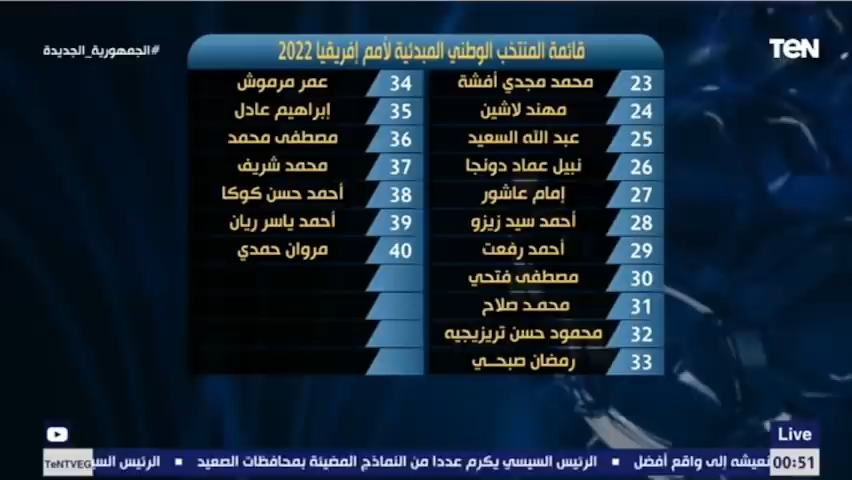 #الجمهورية_الجديدة
TEN
قائمة المنتخب الوطني المبدئية لأمم إفريقيا 2022
23 محمد مجدي أفشة
24 مهند لاشين
25 عبد الله السعيد
26 نبيل عماد دونجا
27 إمام عاشور
28 أحمد سيد زيزو
29 أحمد رفعت
30 مصطفى فتحي
31 محمد صلاح
32 محمود حسن تريزيجيه
33 رمضان صبحي
34 عمر مرموش
35 إبراهيم عادل
36 مصطفى محمد
37 محمد شريف
38 أحمد حسن كوكا
39 أحمد ياسر ريان
40 مروان حمدي
Live
00:51
نعيشه إلى واقع أفضل ■ الرئيس السيسي يكرم عددا من النماذج المضيئة بمحافظات الصعيد ■ الرئيس السي
TeNTVEG